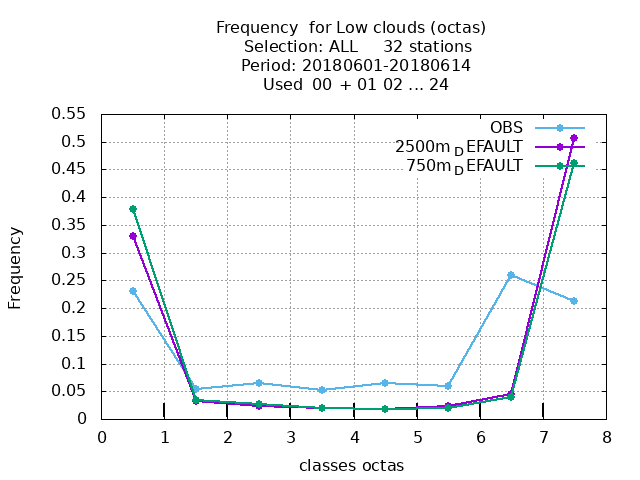 Frequency  for Low clouds (octas)
Selection: ALL     32 stations
Period: 20180601-20180614
Used  00  + 01 02 ... 24
0.55
0.5
0.45
0.4
0.35
0.3
0.25
0.2
0.15
0.1
0.05
0
Frequency
OBS
2500m_DEFAULT
750m_DEFAULT
0 1 2 3 4 5 6 7 8
classes octas